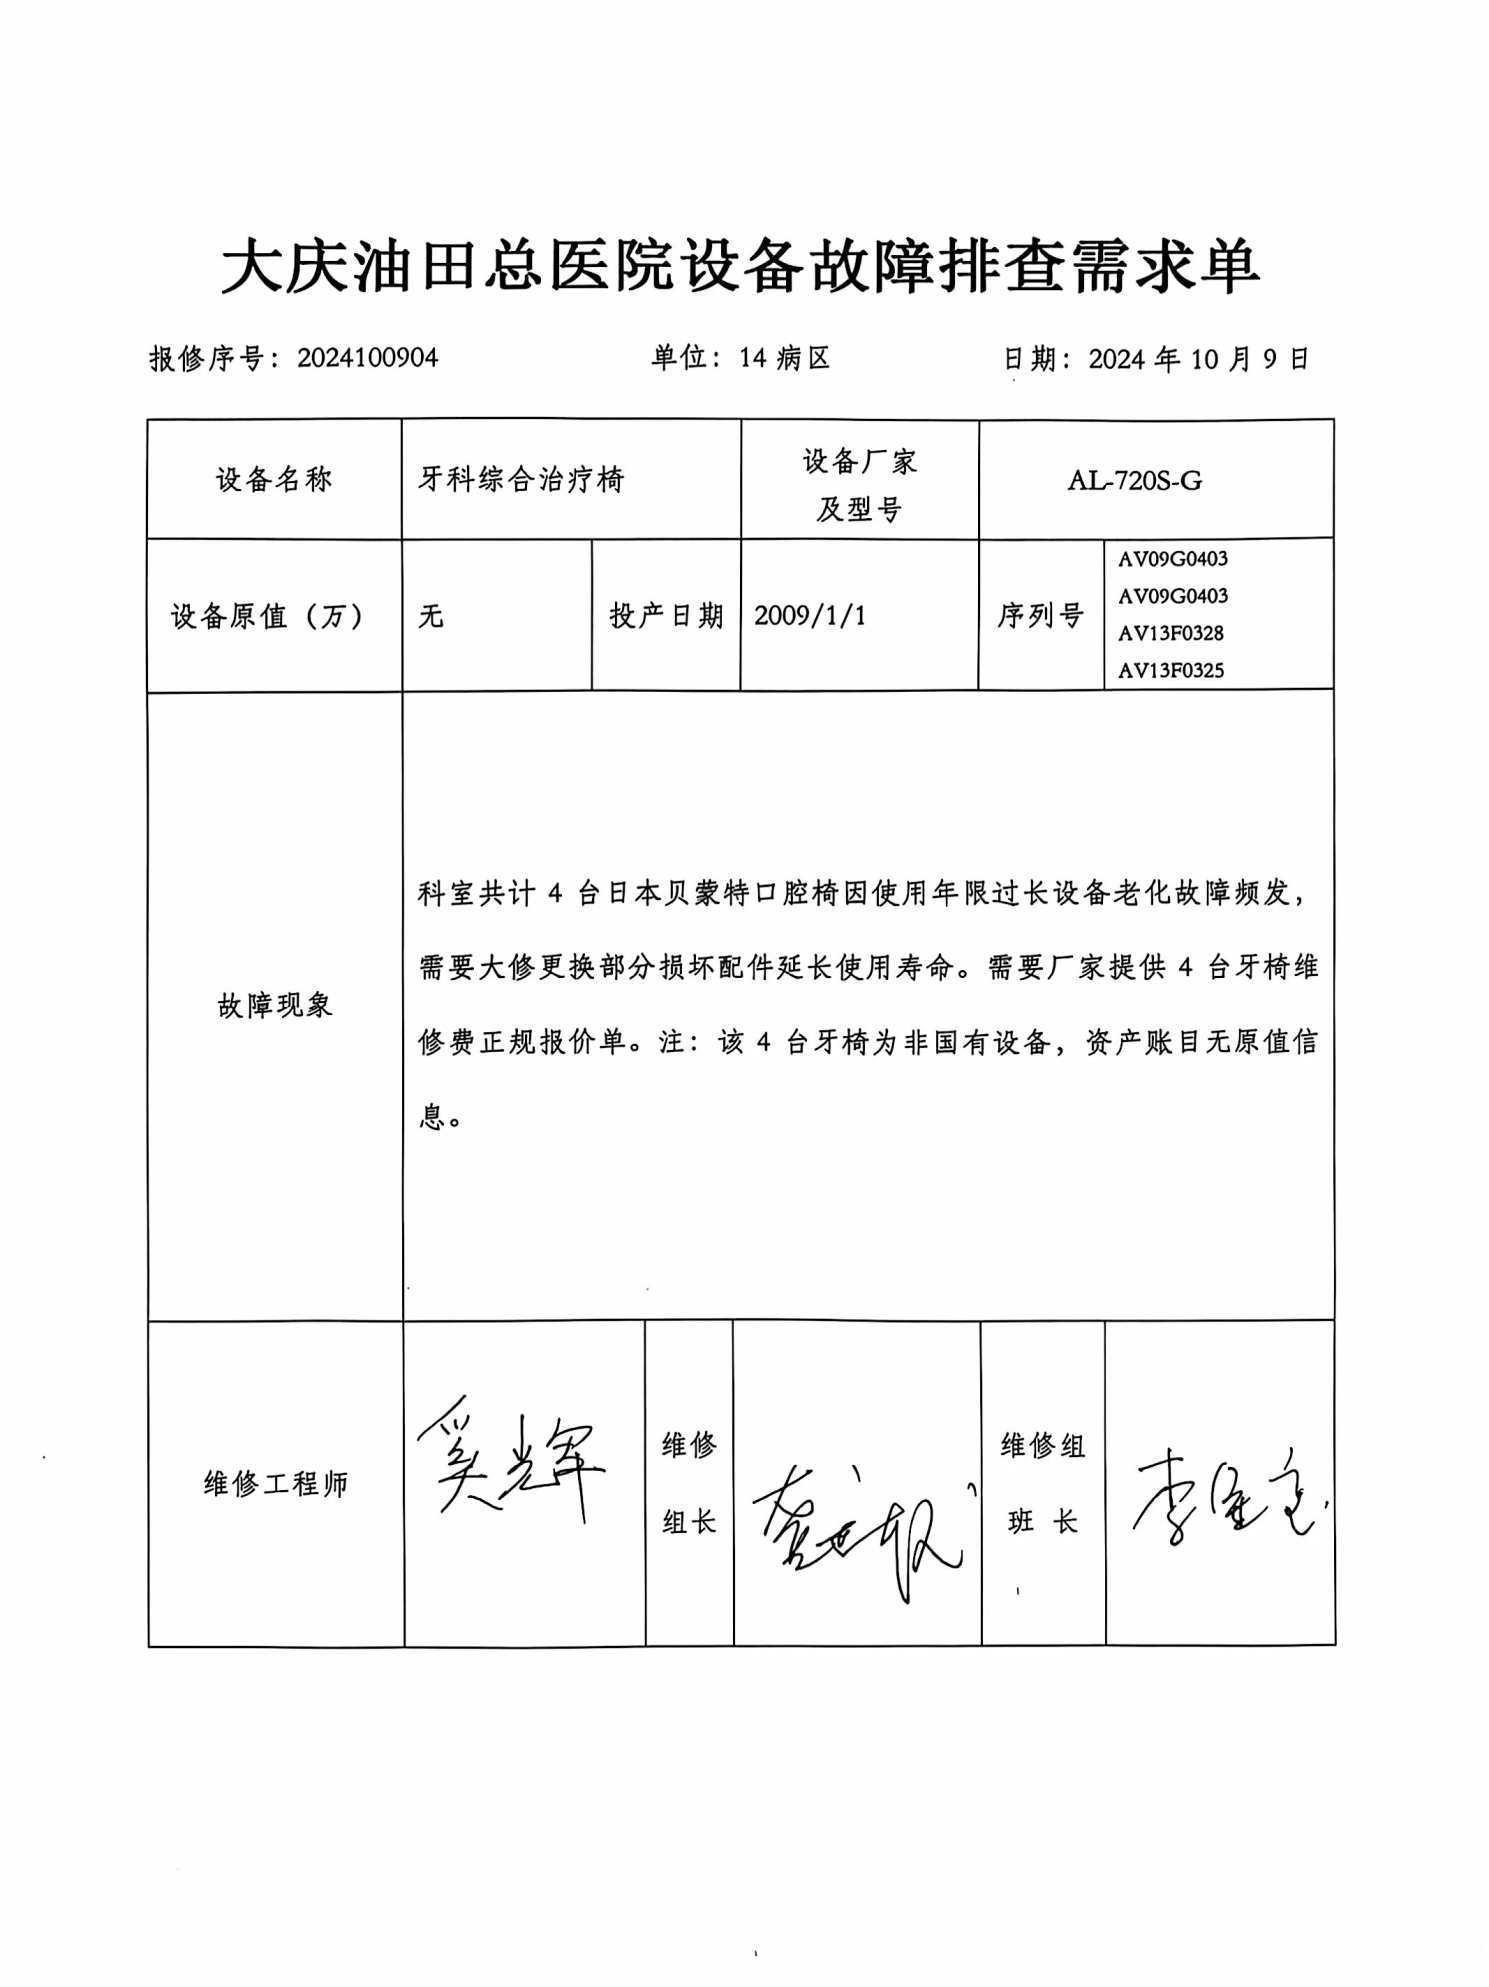 大庆油田总医院设备故障排查需求单
报修序号：2024100904 单位：14 病区 日期：2024 年 10 月 9 日
设备名称
牙科综合治疗椅
设备厂家
及型号
AL-720S-G
设备原值（万）
无
投产日期
2009/1/1
序列号
AV09G0403
AV09G0403
AV13F0328
AV13F0325
故障现象
科室共计 4 台日本贝蒙特口腔椅因使用年限过长设备老化故障频发，
需要大修更换部分损坏配件延长使用寿命。需要厂家提供 4 台牙椅维
修费正规报价单。注：该 4 台牙椅为非国有设备，资产账目无原值信
息。
维修工程师
奚光辉
维修
组长
维修组
班 长